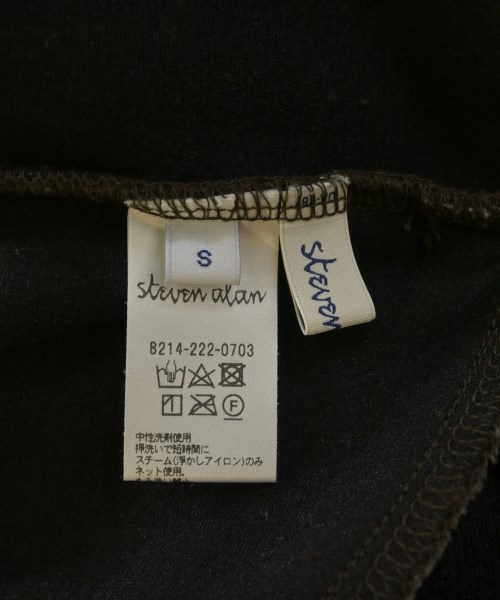 S
steven
steven alan
8214-222-0703
F
中性洗剤使用
掃洗いで短時間に
スチーム(浮かしアイロン)のみ
ネット使用。